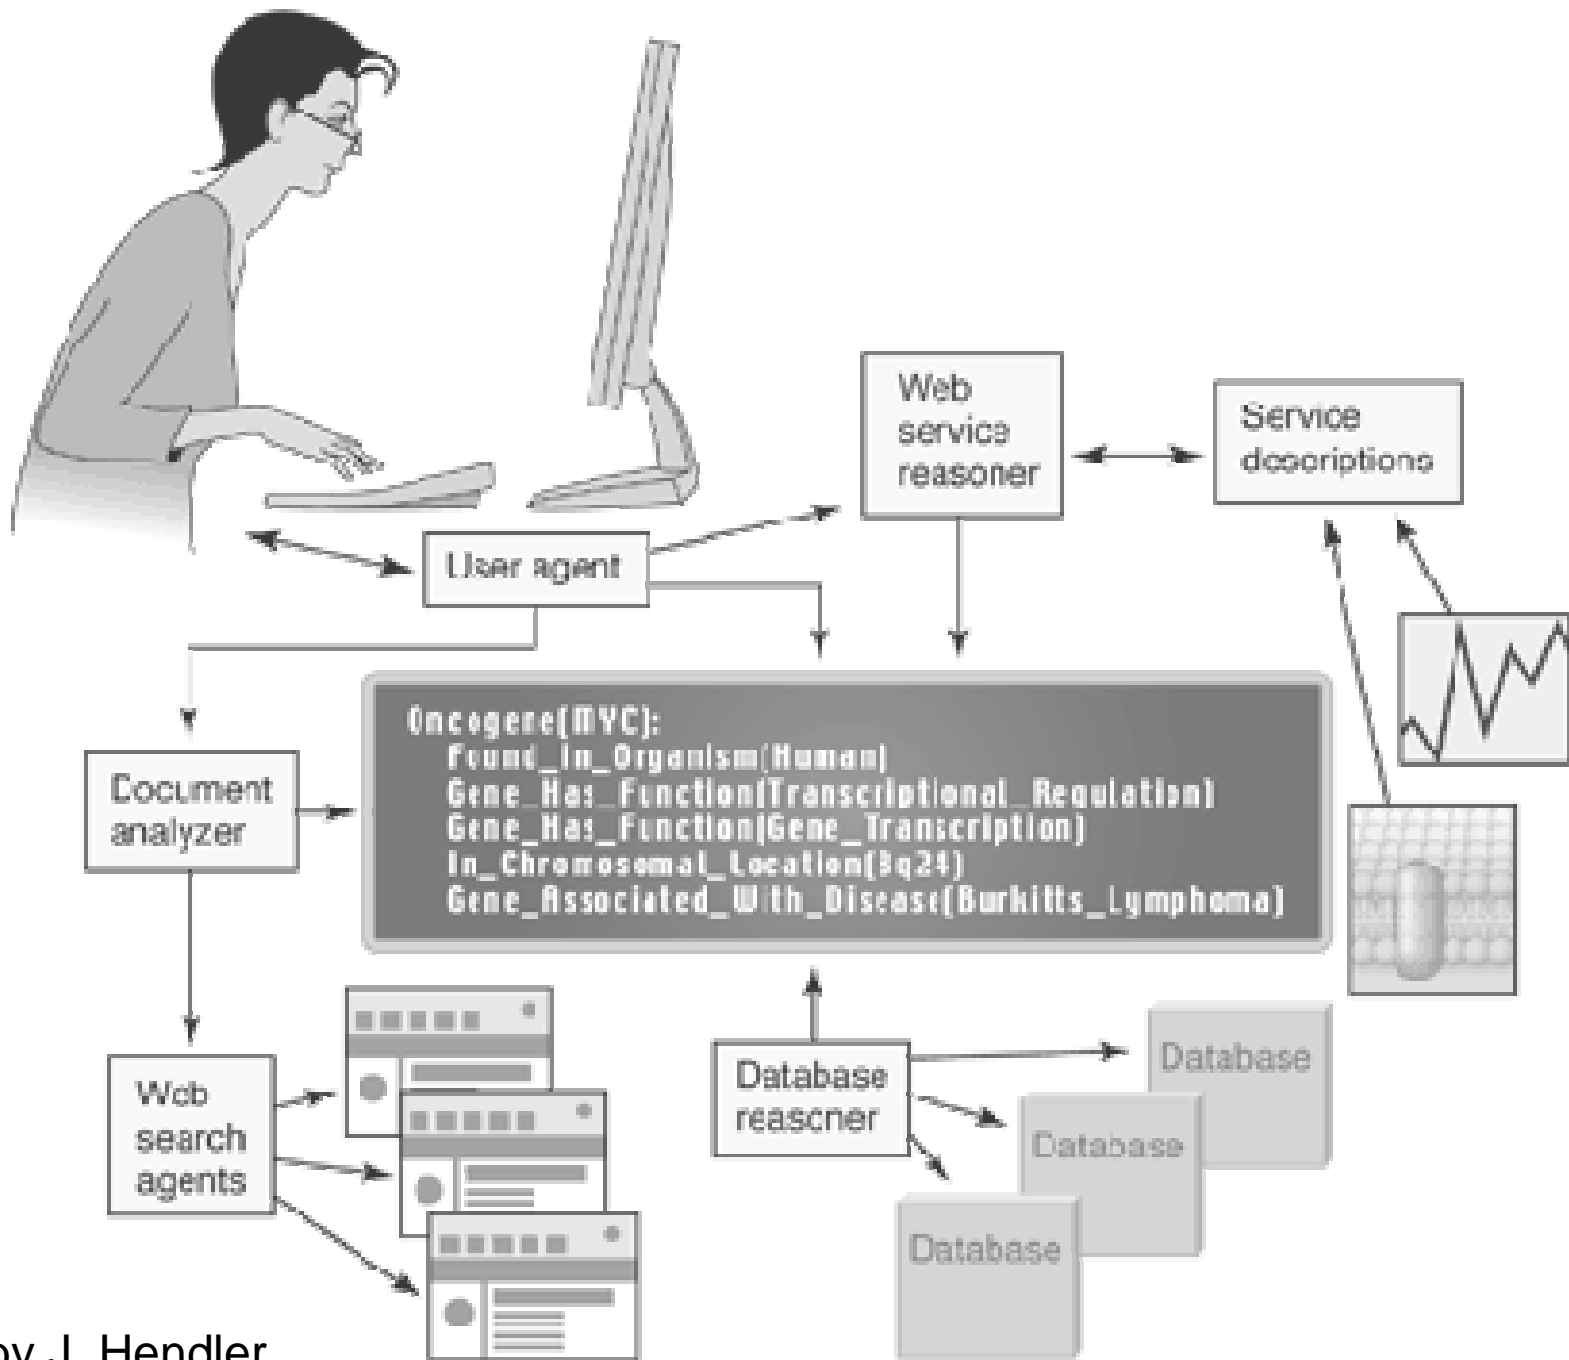 Web
service
reasoner
Service
descriptions
User agent
Oncogene(MYC):
Found_In_Organism(Human)
Gene_Has_Function(Transcriptional_Regulation)
Gene_Has_Function(Gene_Transcription)
In_Chromosomal_Location(8q24)
Gene_Associated_With_Disease(Burkitts_Lymphoma)
Document
analyzer
Web
search
agents
Database
reasoner
Database
Database
Database
by J. Hendler